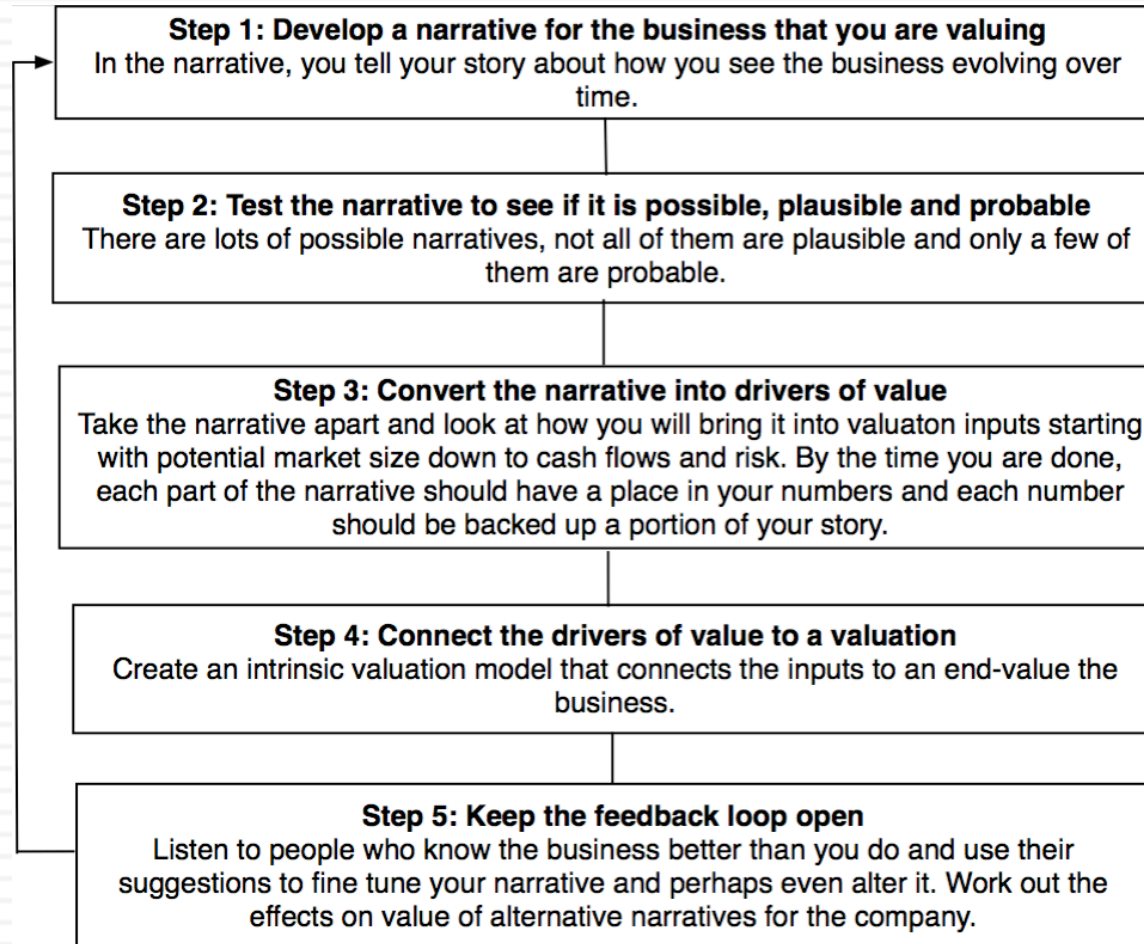 Step 1: Develop a narrative for the business that you are valuing
In the narrative, you tell your story about how you see the business evolving over
time.
Step 2: Test the narrative to see if it is possible, plausible and probable
There are lots of possible narratives, not all of them are plausible and only a few of
them are probable.
Step 3: Convert the narrative into drivers of value
Take the narrative apart and look at how you will bring it into valuaton inputs starting
with potential market size down to cash flows and risk. By the time you are done,
each part of the narrative should have a place in your numbers and each number
should be backed up a portion of your story.
Step 4: Connect the drivers of value to a valuation
Create an intrinsic valuation model that connects the inputs to an end-value the
business.
Step 5: Keep the feedback loop open
Listen to people who know the business better than you do and use their
suggestions to fine tune your narrative and perhaps even alter it. Work out the
effects on value of alternative narratives for the company.